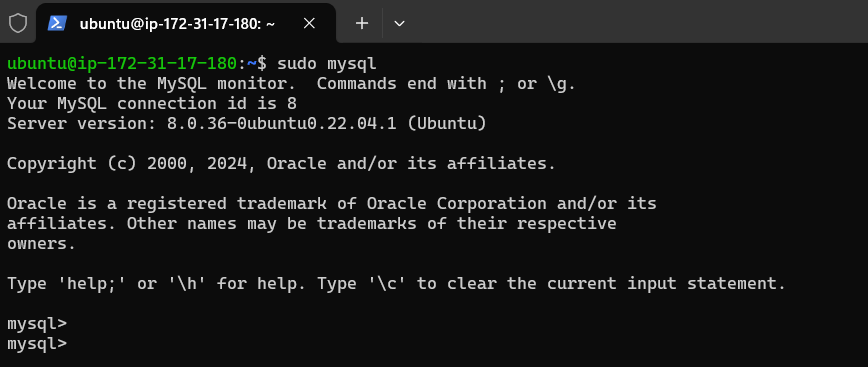 ubuntu@ip-172-31-17-180: ~
ubuntu@ip-172-31-17-180:~$ sudo mysql
Welcome to the MySQL monitor.  Commands end with ; or \g.
Your MySQL connection id is 8
Server version: 8.0.36-0ubuntu0.22.04.1 (Ubuntu)
Copyright (c) 2000, 2024, Oracle and/or its affiliates.
Oracle is a registered trademark of Oracle Corporation and/or its
affiliates. Other names may be trademarks of their respective
owners.
Type 'help;' or '\h' for help. Type '\c' to clear the current input statement.
mysql>
mysql>